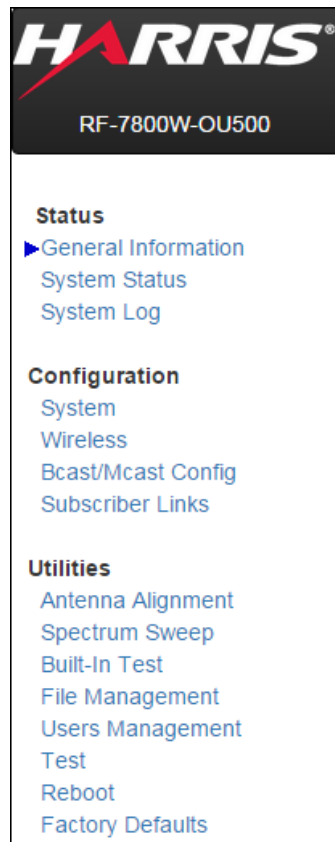 HARRIS®
RF-7800W-OU500
Status
General Information
System Status
System Log
Configuration
System
Wireless
Bcast/Mcast Config
Subscriber Links
Utilities
Antenna Alignment
Spectrum Sweep
Built-In Test
File Management
Users Management
Test
Reboot
Factory Defaults